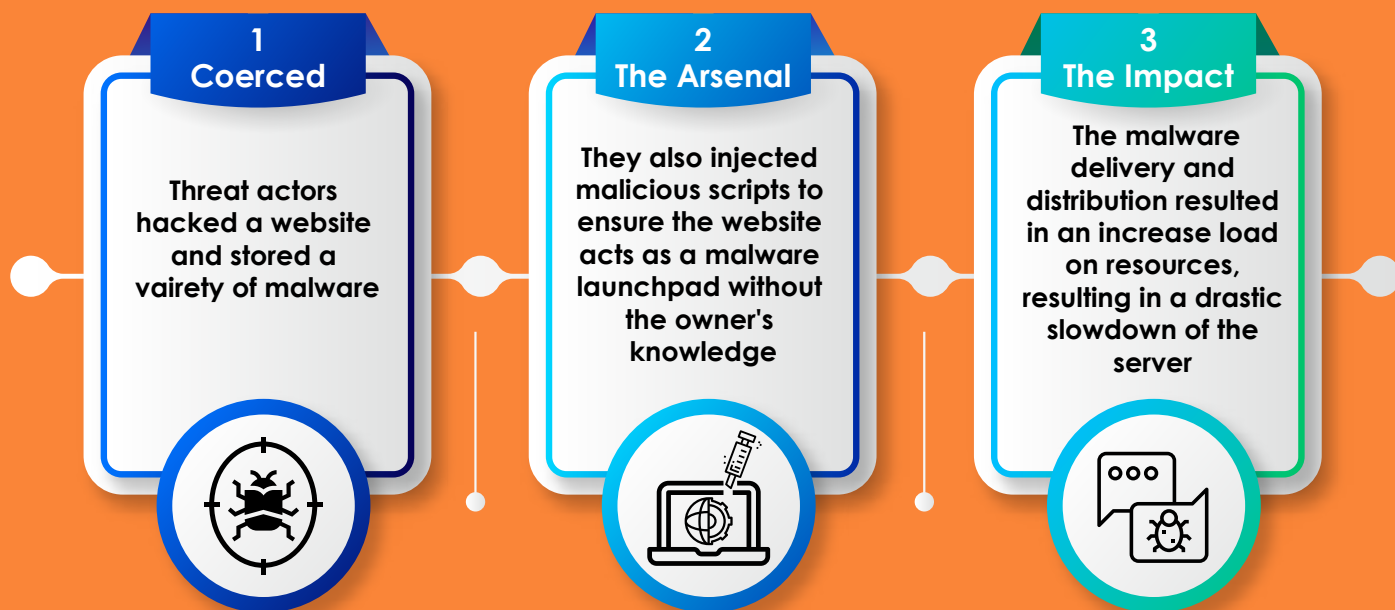 1
Coerced
Threat actors
hacked a website
and stored a
vairety of malware
2
The Arsenal
They also injected
malicious scripts to
ensure the website
acts as a malware
launchpad without
the owner's
knowledge
3
The Impact
The malware
delivery and
distribution resulted
in an increase load
on resources,
resulting in a drastic
slowdown of the
server